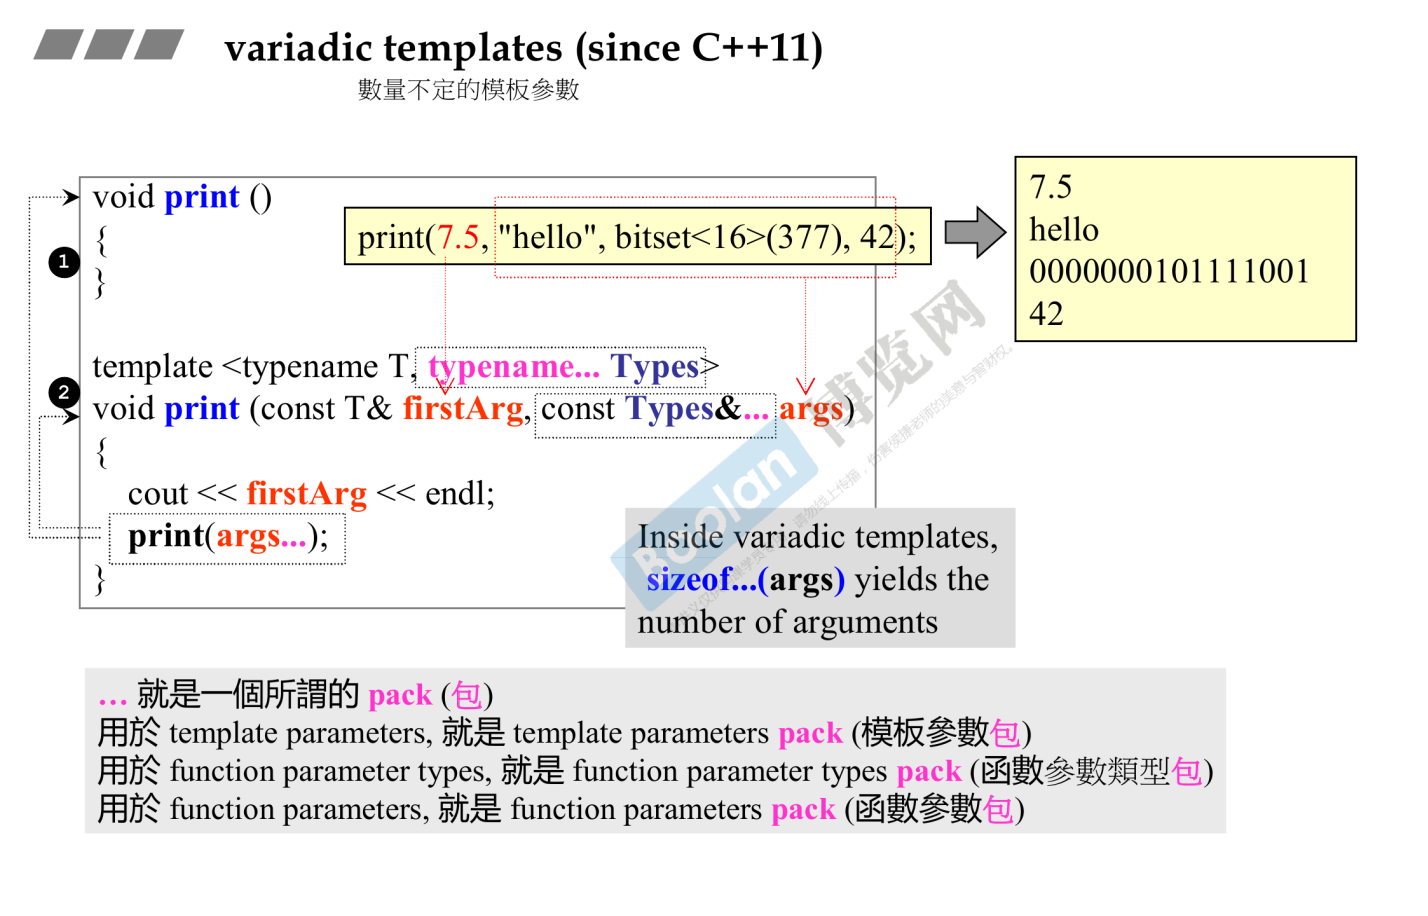 variadic templates (since C++11)
數量不定的模板參數
void print ()
{
}
print(7.5, "hello", bitset<16>(377), 42);
7.5
hello
0000000101111001
42
1
template <typename T, typename... Types>
2
void print (const T& firstArg, const Types&... args)
{
cout << firstArg << endl;
print(args...);
}
Inside variadic templates,
sizeof...(args) yields the
number of arguments
… 就是一個所謂的 pack (包)
用於 template parameters, 就是 template parameters pack (模板參數包)
用於 function parameter types, 就是 function parameter types pack (函數參數類型包)
用於 function parameters, 就是 function parameters pack (函數參數包)
Boolan
博览网